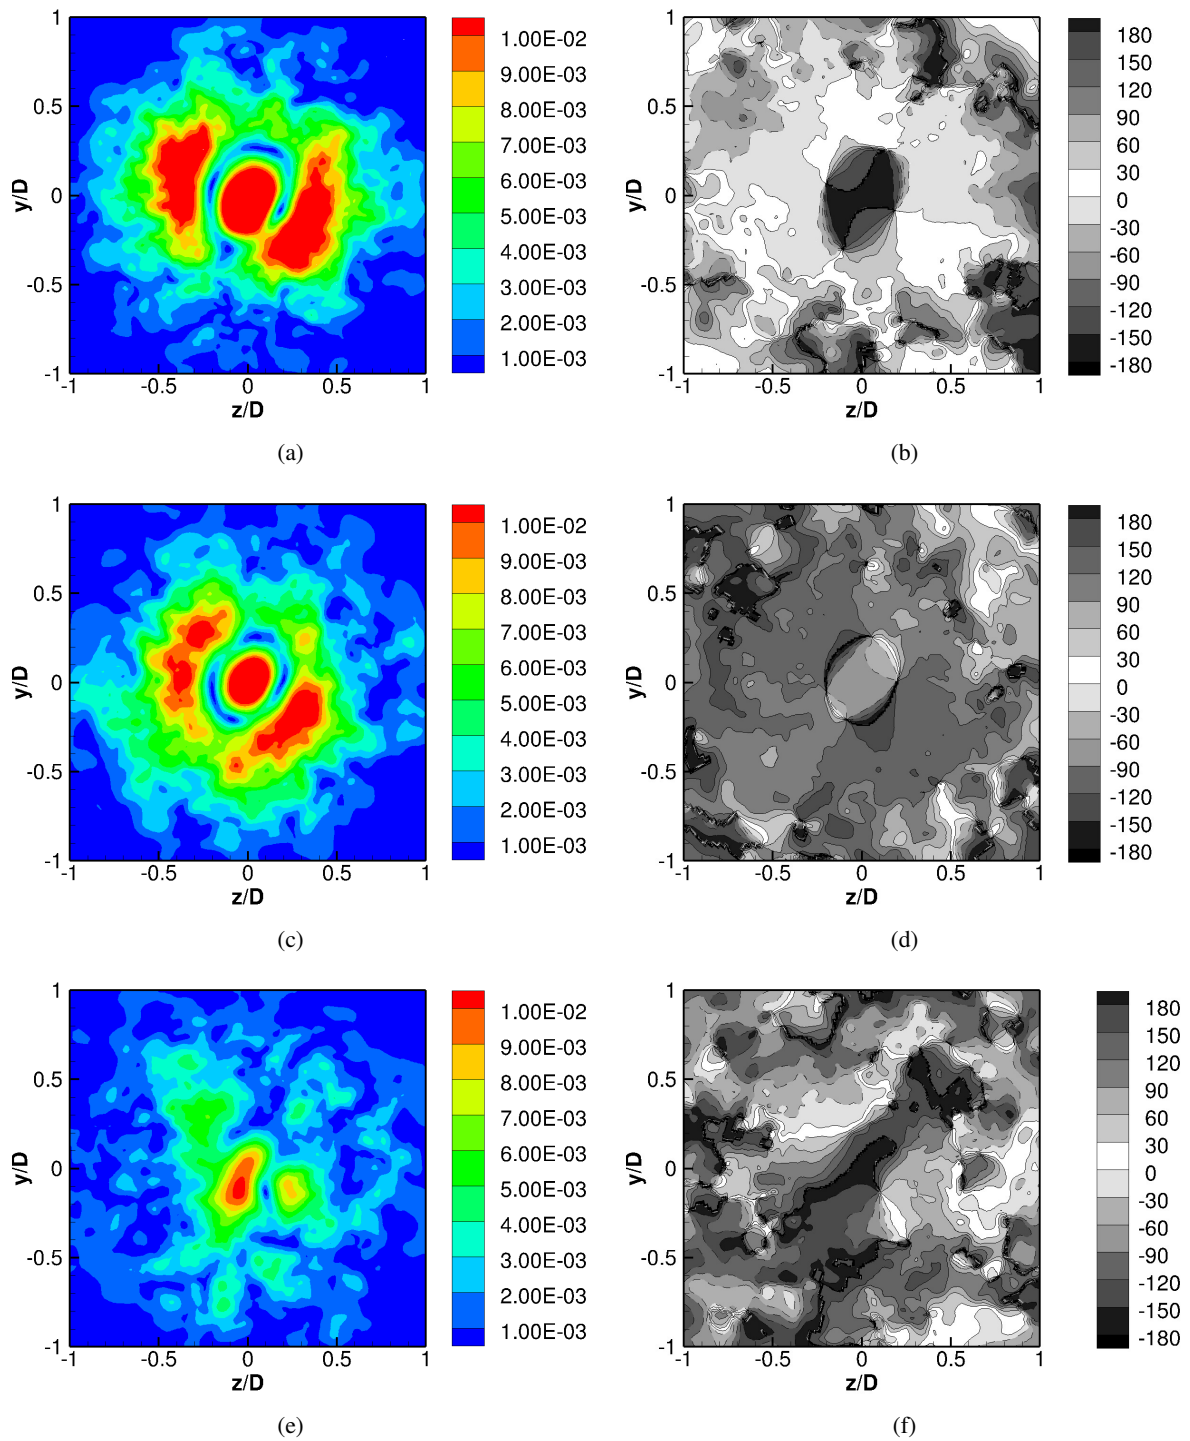 1
0.5
0
-0.5
-1
y/D
-1
-0.5
0
0.5
1
z/D
1.00E-02
9.00E-03
8.00E-03
7.00E-03
6.00E-03
5.00E-03
4.00E-03
3.00E-03
2.00E-03
1.00E-03
(a)
1
0.5
0
-0.5
-1
y/D
-1
-0.5
0
0.5
1
z/D
180
150
120
90
60
30
0
-30
-60
-90
-120
-150
-180
(b)
1
0.5
0
-0.5
-1
y/D
-1
-0.5
0
0.5
1
z/D
1.00E-02
9.00E-03
8.00E-03
7.00E-03
6.00E-03
5.00E-03
4.00E-03
3.00E-03
2.00E-03
1.00E-03
(c)
1
0.5
0
-0.5
-1
y/D
-1
-0.5
0
0.5
1
z/D
180
150
120
90
60
30
0
-30
-60
-90
-120
-150
-180
(d)
1
0.5
0
-0.5
-1
y/D
-1
-0.5
0
0.5
1
z/D
1.00E-02
9.00E-03
8.00E-03
7.00E-03
6.00E-03
5.00E-03
4.00E-03
3.00E-03
2.00E-03
1.00E-03
(e)
1
0.5
0
-0.5
-1
y/D
-1
-0.5
0
0.5
1
z/D
180
150
120
90
60
30
0
-30
-60
-90
-120
-150
-180
(f)